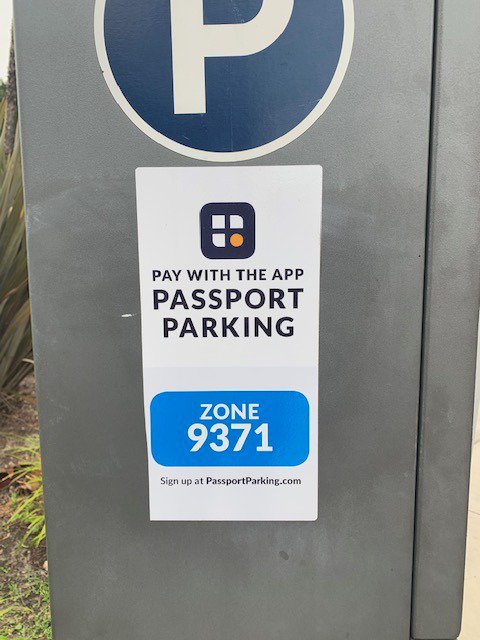 P
PAY WITH THE APP
PASSPORT
PARKING
ZONE
9371
Sign up at PassportParking.com